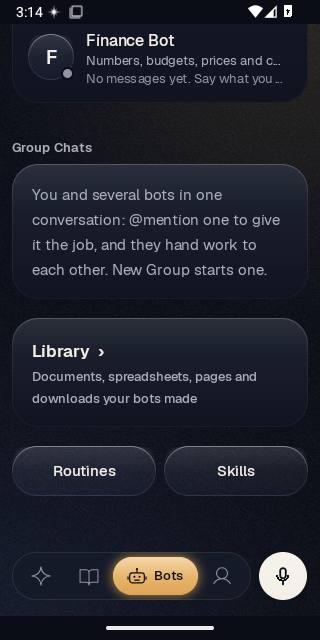 3:14
F
Finance Bot
Numbers, budgets, prices and c...
No messages yet. Say what you ...
Group Chats
You and several bots in one
conversation: @mention one to give
it the job, and they hand work to
each other. New Group starts one.
Library ›
Documents, spreadsheets, pages and
downloads your bots made
Routines Skills
Bots